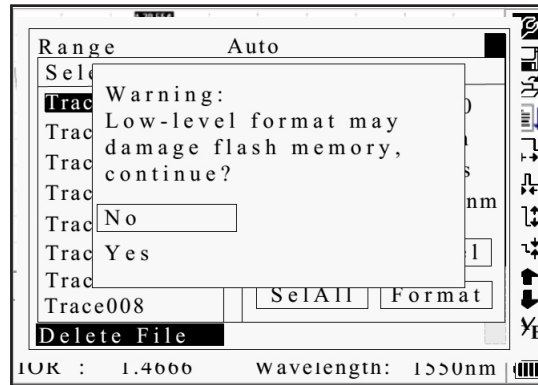 Range Auto
Sele
Trac
Warning:
Low-level format may
damage flash memory,
continue?
No
Yes
Trac
Trac
Trac
Trac
Trac
Trac
nm
Trace008
SelAll Format
Delete File
IOR : 1.4666 Wavelength: 1550nm